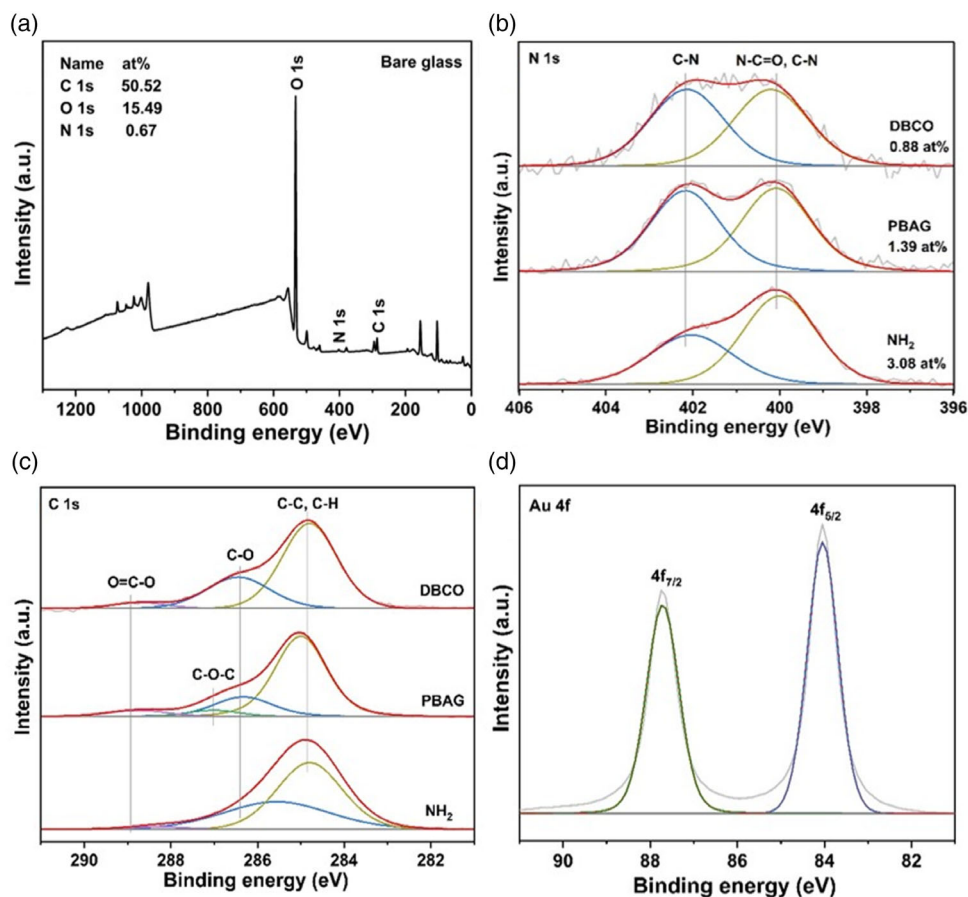 (a)
Name at%
C 1s 50.52
O 1s 15.49
N 1s 0.67
Bare glass
O 1s
N 1s
C 1s
Intensity (a.u.)
1200 1000 800 600 400 200 0
Binding energy (eV)
(b)
N 1s
C-N
N-C=O, C-N
DBCO
0.88 at%
PBAG
1.39 at%
NH₂
3.08 at%
Intensity (a.u.)
406 404 402 400 398 396
Binding energy (eV)
(c)
C 1s
C-C, C-H
C-O
O=C-O
DBCO
C-O-C
PBAG
NH₂
Intensity (a.u.)
290 288 286 284 282
Binding energy (eV)
(d)
Au 4f
4f₅/₂
4f₇/₂
Intensity (a.u.)
90 88 86 84 82
Binding energy (eV)